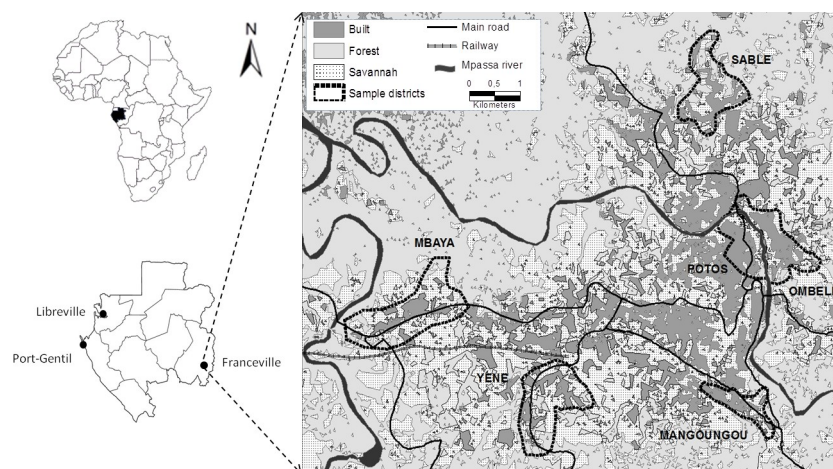 N
Built
Forest
Savannah
Sample districts
Main road
Railway
Mpassa river
0 0.5 1
Kilometers
SABLE
MBAYA
POTOS
OMBELE
YENE
MANGOUNGOU
Libreville
Port-Gentil
Franceville